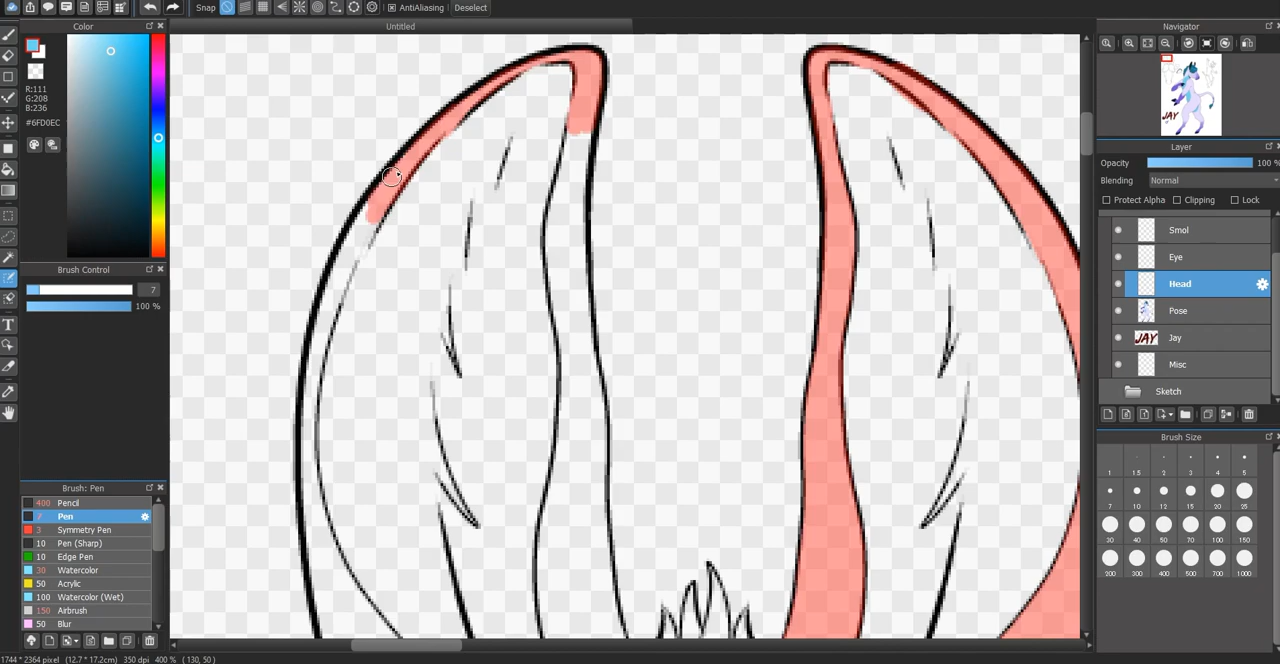 Snap
AntiAliasing
Deselect
Color
Untitled
Navigator
R:111
G:208
B:236
#6FD0EC
JAY
Layer
Opacity 100 %
Blending Normal
Protect Alpha Clipping Lock
Smol
Eye
Head
Pose
JAY Jay
Misc
Sketch
Brush Control
7
100 %
Brush Size
1 1.5 2 3 4 5
7 10 12 15 20 25
30 40 50 70 100 150
200 300 400 500 700 1000
Brush: Pen
400 Pencil
7 Pen
3 Symmetry Pen
10 Pen (Sharp)
10 Edge Pen
30 Watercolor
50 Acrylic
100 Watercolor (Wet)
150 Airbrush
50 Blur
1744 * 2364 pixel (12.7 * 17.2cm) 350 dpi 400 % ( 130, 50 )